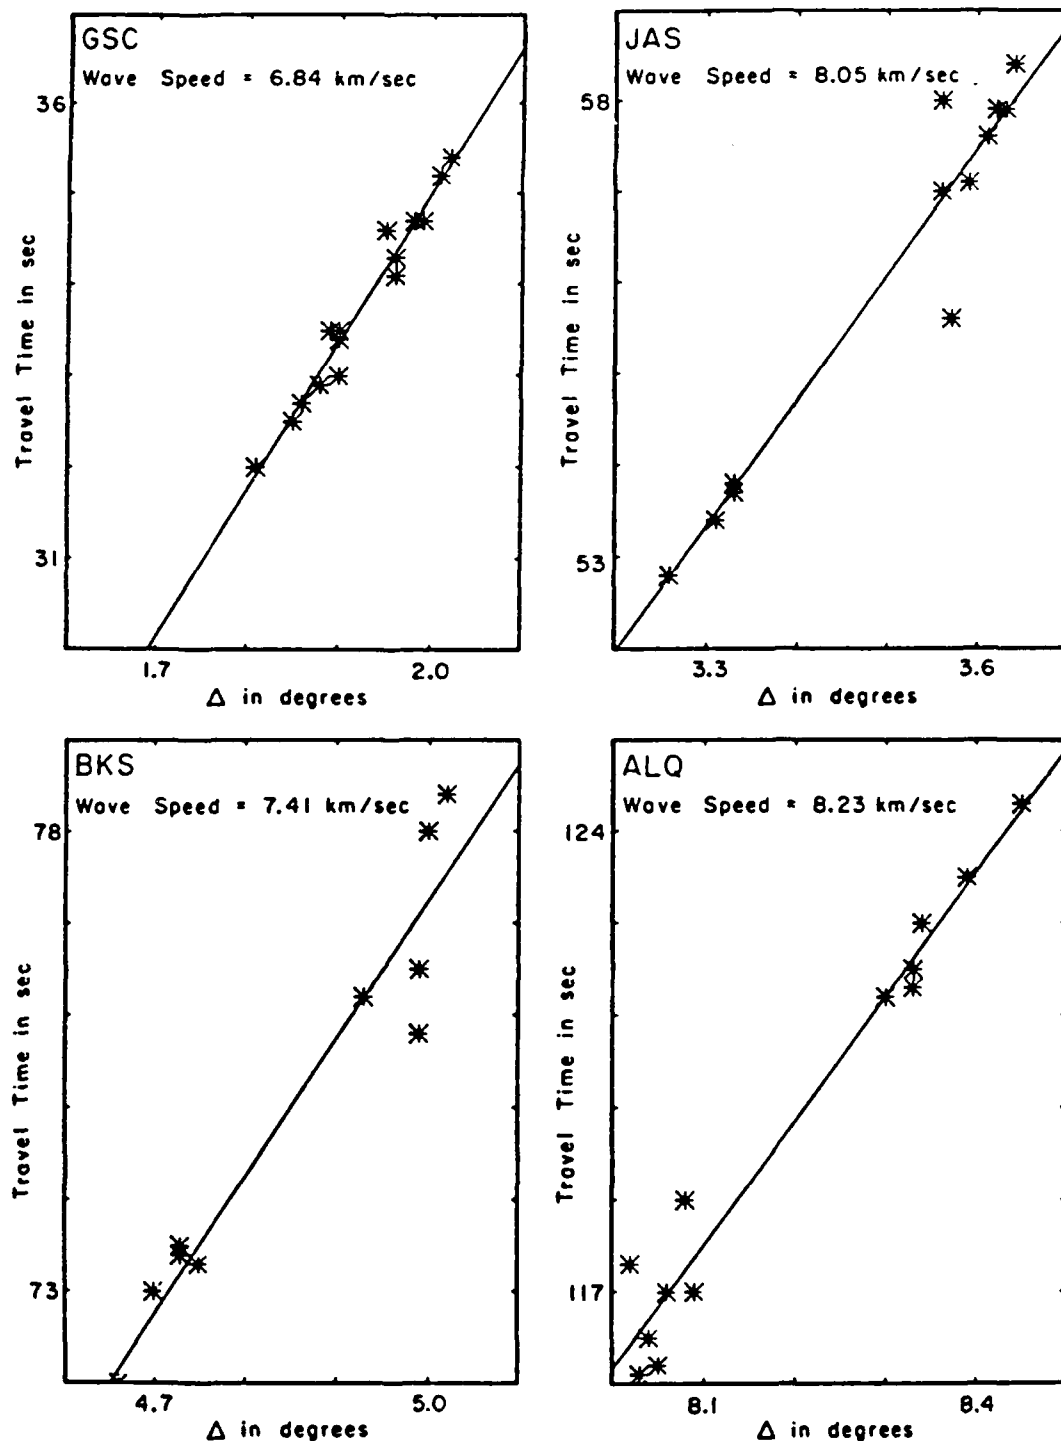 GSC
Wave Speed = 6.84 km/sec
36
31
Travel Time in sec
1.7 2.0
Δ in degrees
JAS
Wave Speed = 8.05 km/sec
58
53
Travel Time in sec
3.3 3.6
Δ in degrees
BKS
Wave Speed = 7.41 km/sec
78
73
Travel Time in sec
4.7 5.0
Δ in degrees
ALQ
Wave Speed = 8.23 km/sec
124
117
Travel Time in sec
8.1 8.4
Δ in degrees